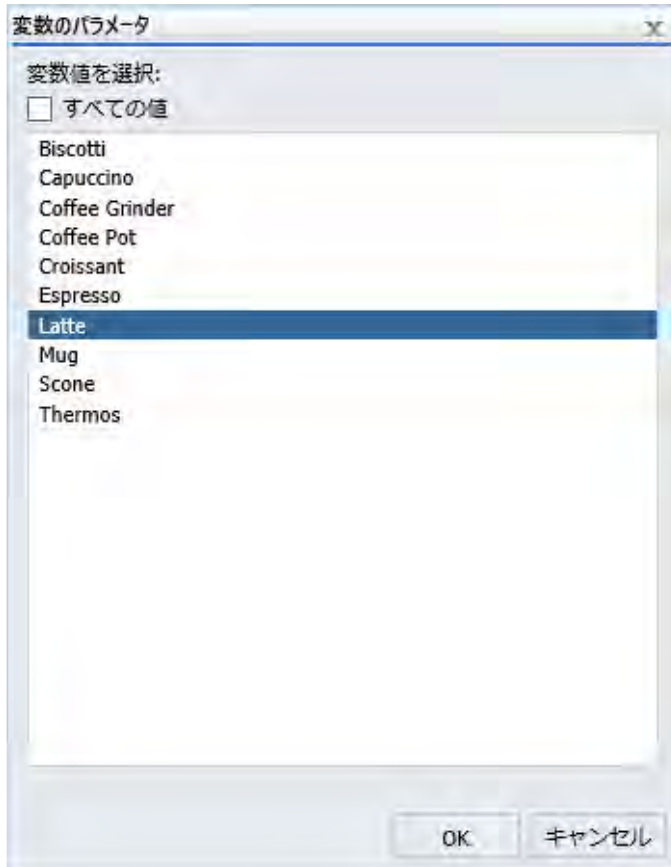 変数のパラメータ
x
変数値を選択:
すべての値
Biscotti
Capuccino
Coffee Grinder
Coffee Pot
Croissant
Espresso
Latte
Mug
Scone
Thermos
OK キャンセル